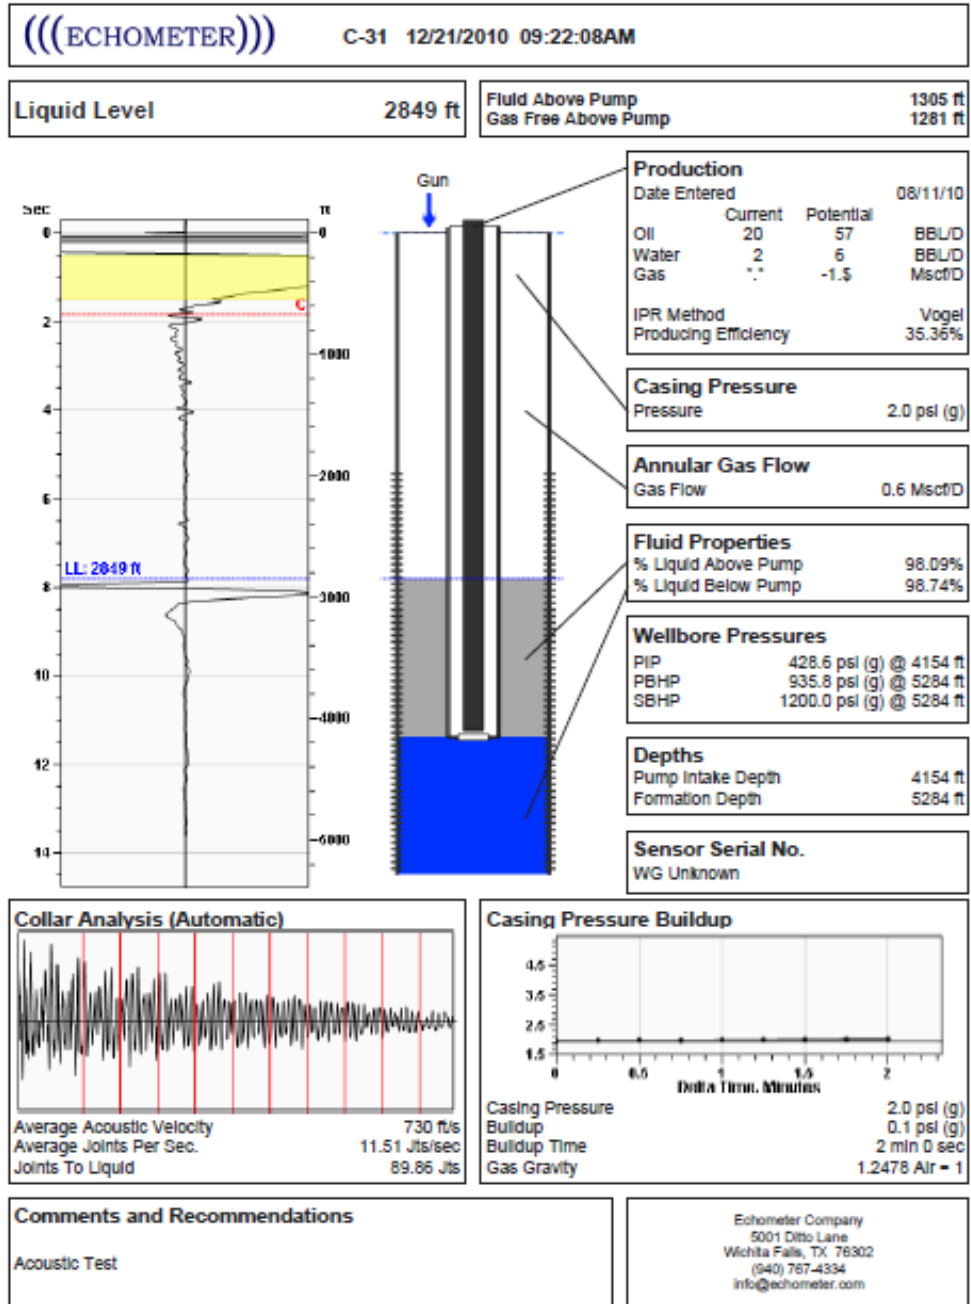 (((ECHOMETER))) C-31 12/21/2010 09:22:08AM
Liquid Level 2849 ft
Fluid Above Pump 1305 ft
Gas Free Above Pump 1281 ft
Sec ft
0 0
2
4
6
8
10
12
14
1000
2000
3000
4000
C
LL: 2849 ft
Gun
Production
Date Entered 08/11/10
Current Potential
Oil 20 57 BBL/D
Water 2 6 BBL/D
Gas *.* -1.$ Mscf/D
IPR Method Vogel
Producing Efficiency 35.36%
Casing Pressure
Pressure 2.0 psi (g)
Annular Gas Flow
Gas Flow 0.6 Mscf/D
Fluid Properties
% Liquid Above Pump 98.09%
% Liquid Below Pump 98.74%
Wellbore Pressures
PIP 428.6 psi (g) @ 4154 ft
PBHP 935.8 psi (g) @ 5284 ft
SBHP 1200.0 psi (g) @ 5284 ft
Depths
Pump Intake Depth 4154 ft
Formation Depth 5284 ft
Sensor Serial No.
WG Unknown
Collar Analysis (Automatic)
Average Acoustic Velocity 730 ft/s
Average Joints Per Sec. 11.51 Jts/sec
Joints To Liquid 89.86 Jts
Casing Pressure Buildup
4.5
3.5
2.5
1.5
0.5 1 1.5 2
Delta Time, Minutes
Casing Pressure 2.0 psi (g)
Buildup 0.1 psi (g)
Buildup Time 2 min 0 sec
Gas Gravity 1.2478 Air = 1
Comments and Recommendations
Acoustic Test
Echometer Company
5001 Ditto Lane
Wichita Falls, TX 76302
(940) 767-4334
info@echometer.com